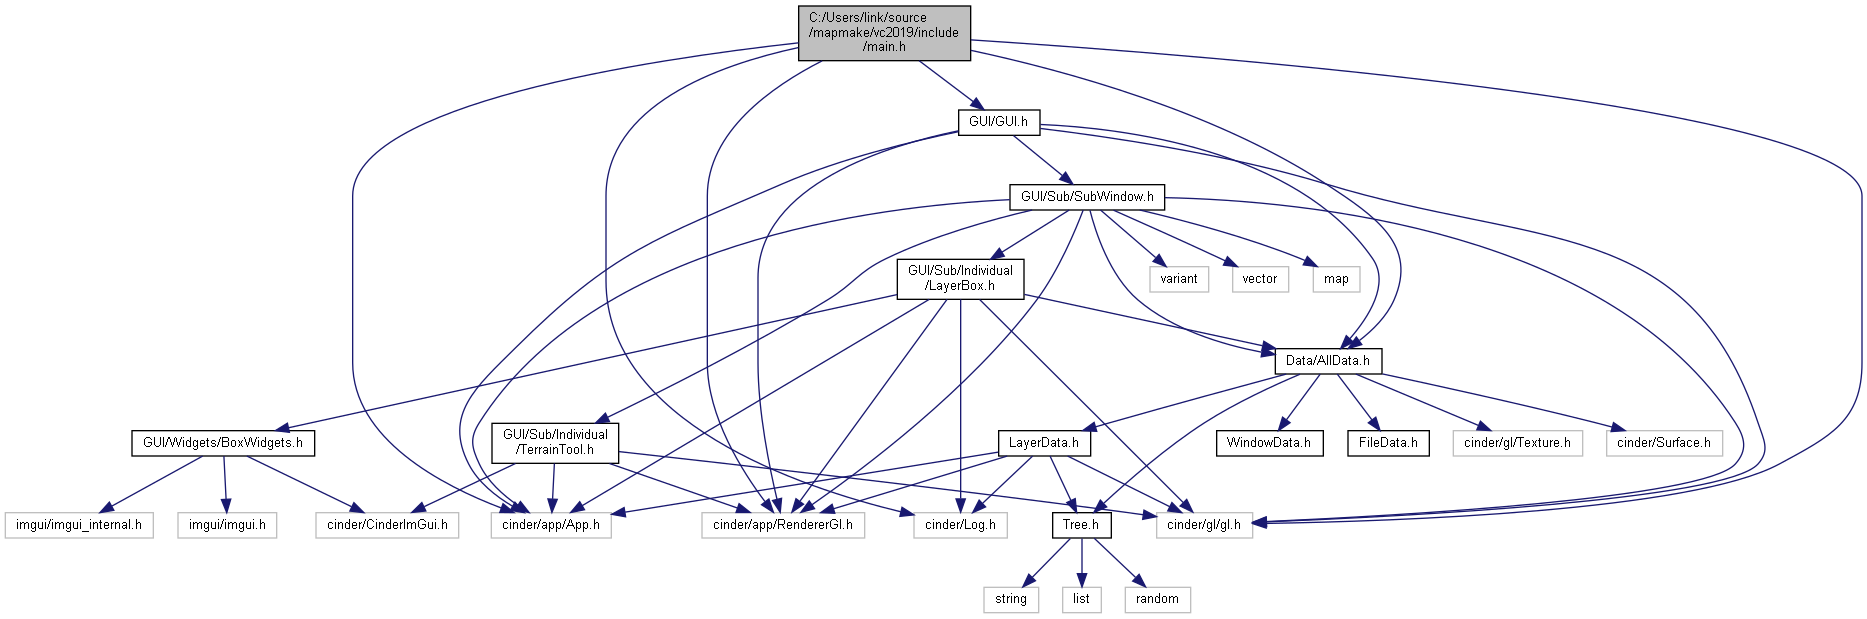 C:/Users/link/source
/mapmake/vc2019/include
/main.h
GUI/GUI.h
GUI/Sub/SubWindow.h
GUI/Sub/Individual
/LayerBox.h
variant
vector
map
Data/AllData.h
GUI/Widgets/BoxWidgets.h
GUI/Sub/Individual
/TerrainTool.h
LayerData.h
WindowData.h
FileData.h
cinder/gl/Texture.h
cinder/Surface.h
imgui/imgui_internal.h
imgui/imgui.h
cinder/CinderImGui.h
cinder/app/App.h
cinder/app/RendererGl.h
cinder/Log.h
Tree.h
cinder/gl/gl.h
string
list
random